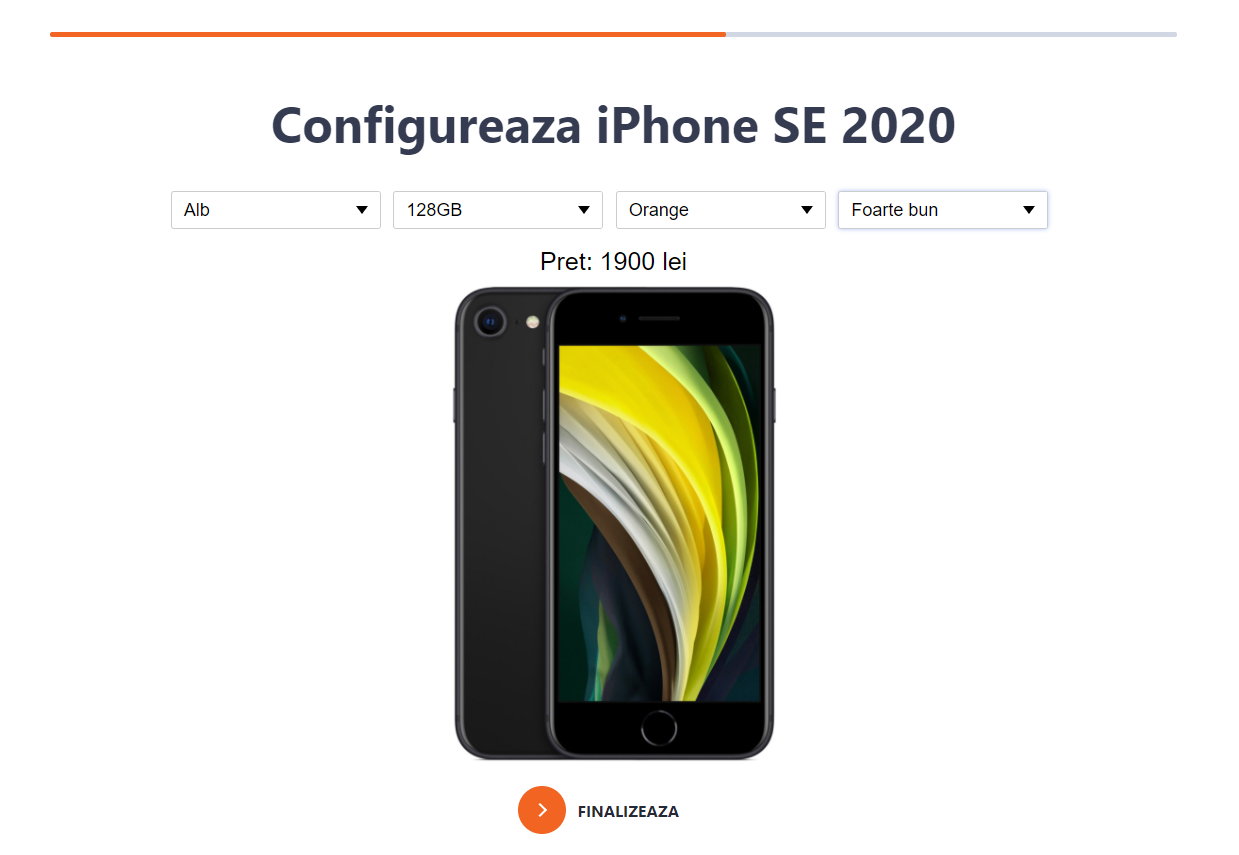 Configureaza iPhone SE 2020
Alb 128GB Orange Foarte bun
Pret: 1900 lei
FINALIZEAZA